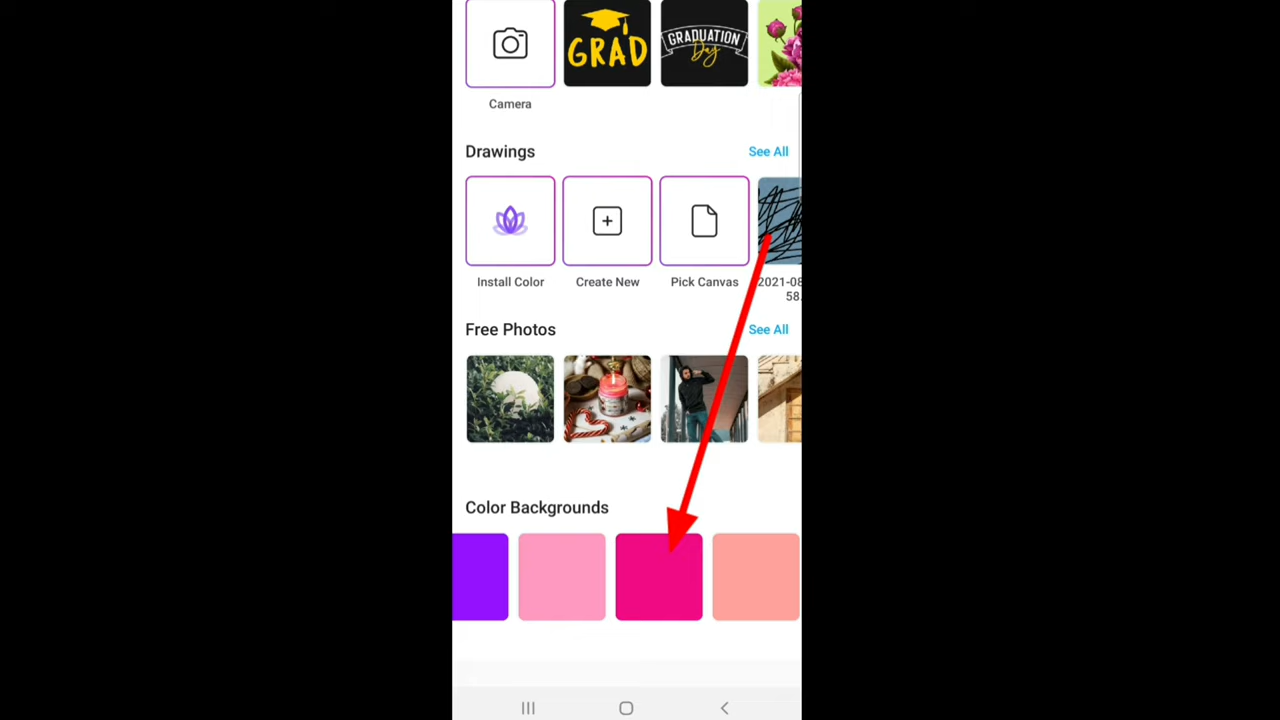 GRAD
GRADUATION
Day
Camera
Drawings
See All
Install Color
Create New
Pick Canvas
2021-08
58.
Free Photos
See All
Color Backgrounds